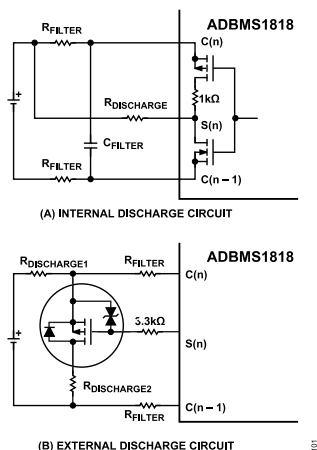 ADBMS1818
RFILTER
C(n)
RDISCHARGE
1kΩ
S(n)
CFILTER
RFILTER
C(n – 1)
(A) INTERNAL DISCHARGE CIRCUIT
ADBMS1818
RDISCHARGE1
RFILTER
C(n)
3.3kΩ
S(n)
RDISCHARGE2
RFILTER
C(n – 1)
(B) EXTERNAL DISCHARGE CIRCUIT
101